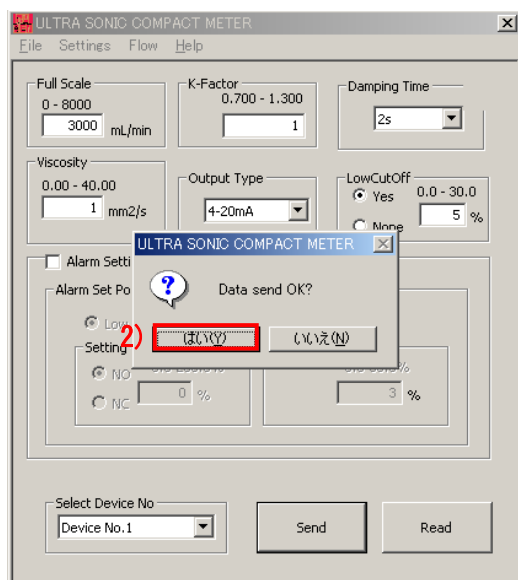 ULTRA SONIC COMPACT METER
File Settings Flow Help
Full Scale
0 - 8000
3000 mL/min
K-Factor
0.700 - 1.300
1
Damping Time
2s
Viscosity
0.00 - 40.00
1 mm2/s
Output Type
4-20mA
LowCutOff
Yes 0.0 - 30.0
5 %
None
ULTRA SONIC COMPACT METER
Data send OK?
2) はい(Y) いいえ(N)
Alarm Setti
Alarm Set Po
Low
Setting
NO
0 %
NC
3 %
Select Device No
Device No.1
Send
Read